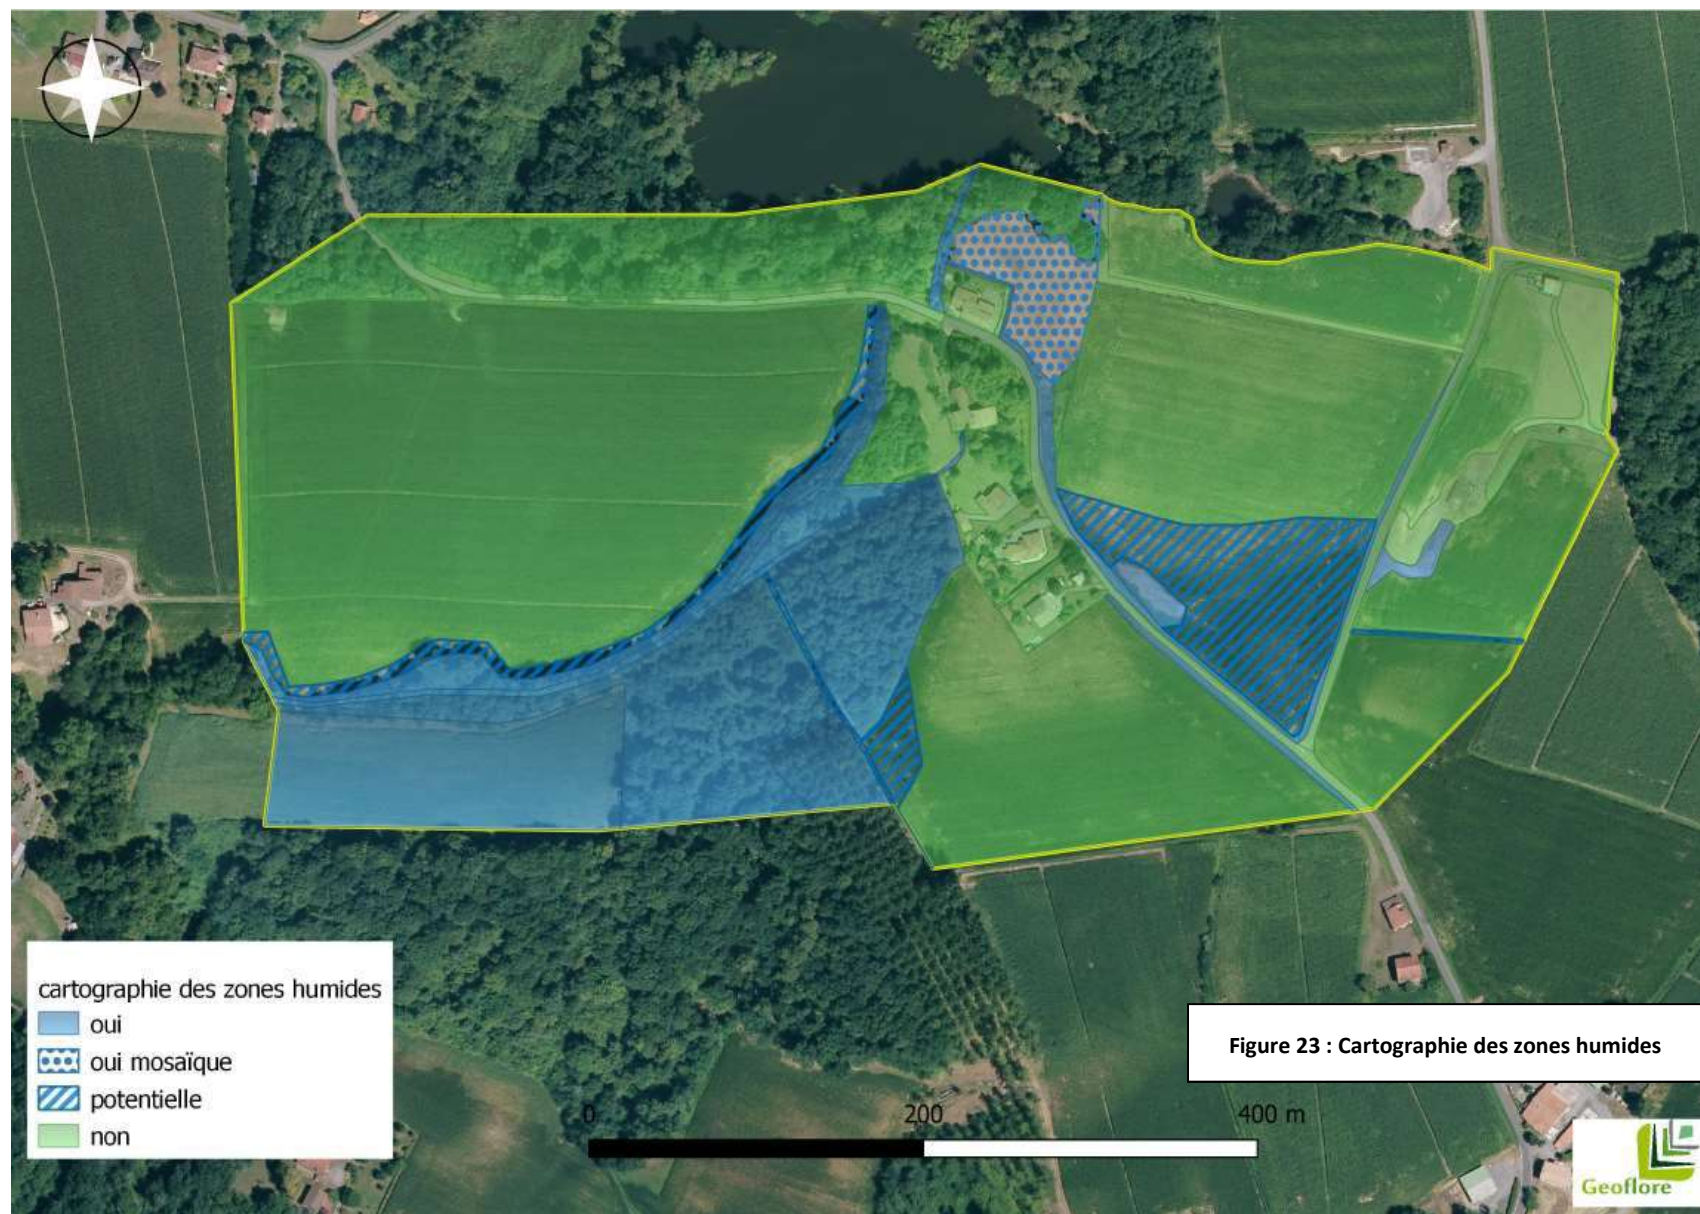 cartographie des zones humides
oui
oui mosaïque
potentielle
non
0 200 400 m
Figure 23 : Cartographie des zones humides
Geoflore